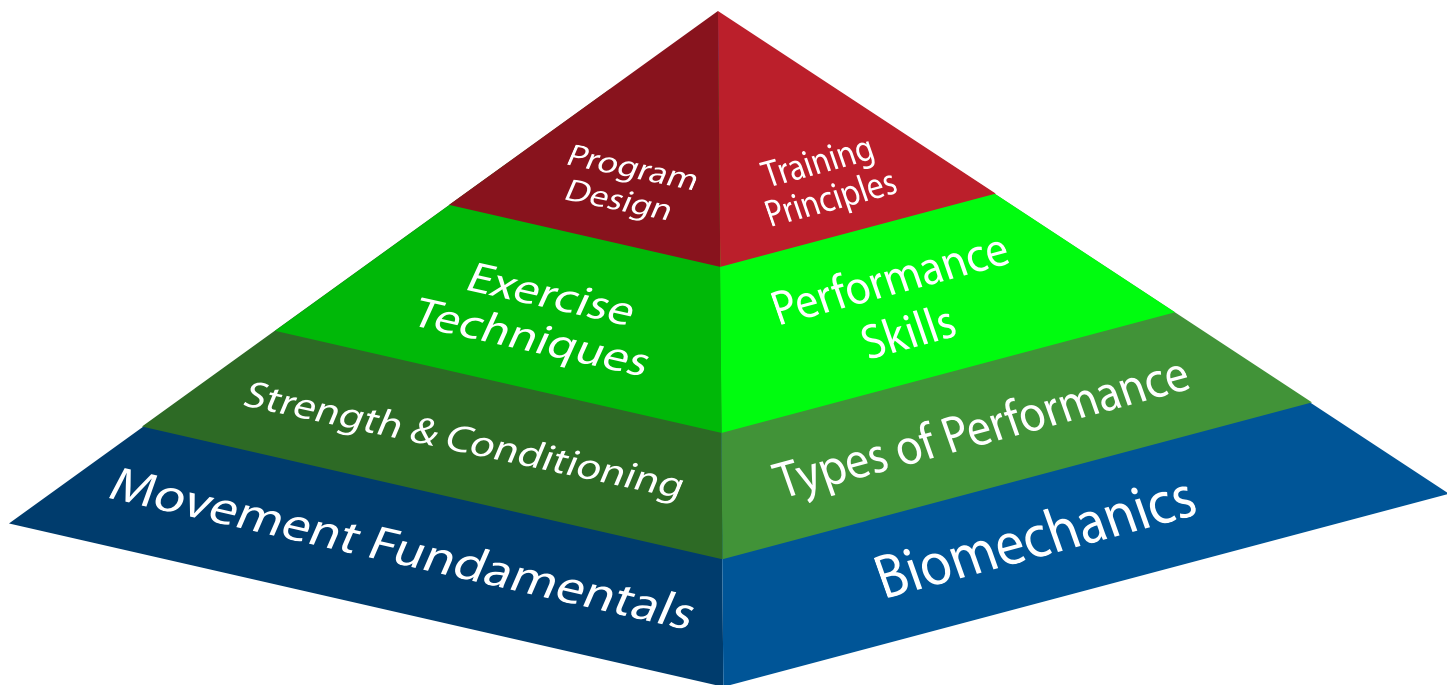 Program
Design
Training
Principles
Exercise
Techniques
Performance
Skills
Strength & Conditioning
Types of Performance
Movement Fundamentals
Biomechanics